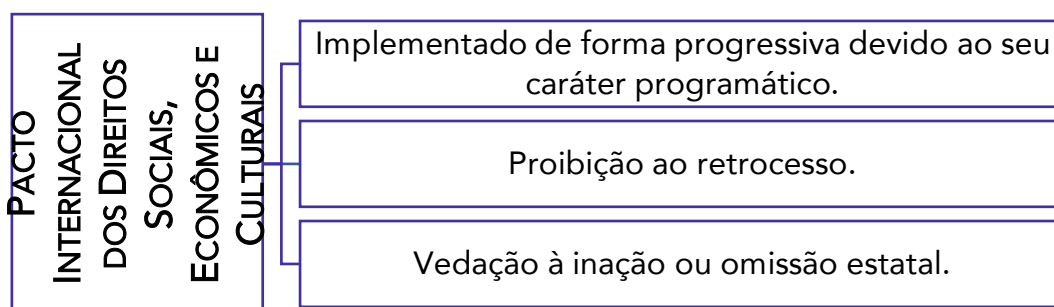 PACTO
INTERNACIONAL
DOS DIREITOS
SOCIAIS,
ECONÔMICOS E
CULTURAIS
Implementado de forma progressiva devido ao seu
caráter programático.
Proibição ao retrocesso.
Vedação à inação ou omissão estatal.